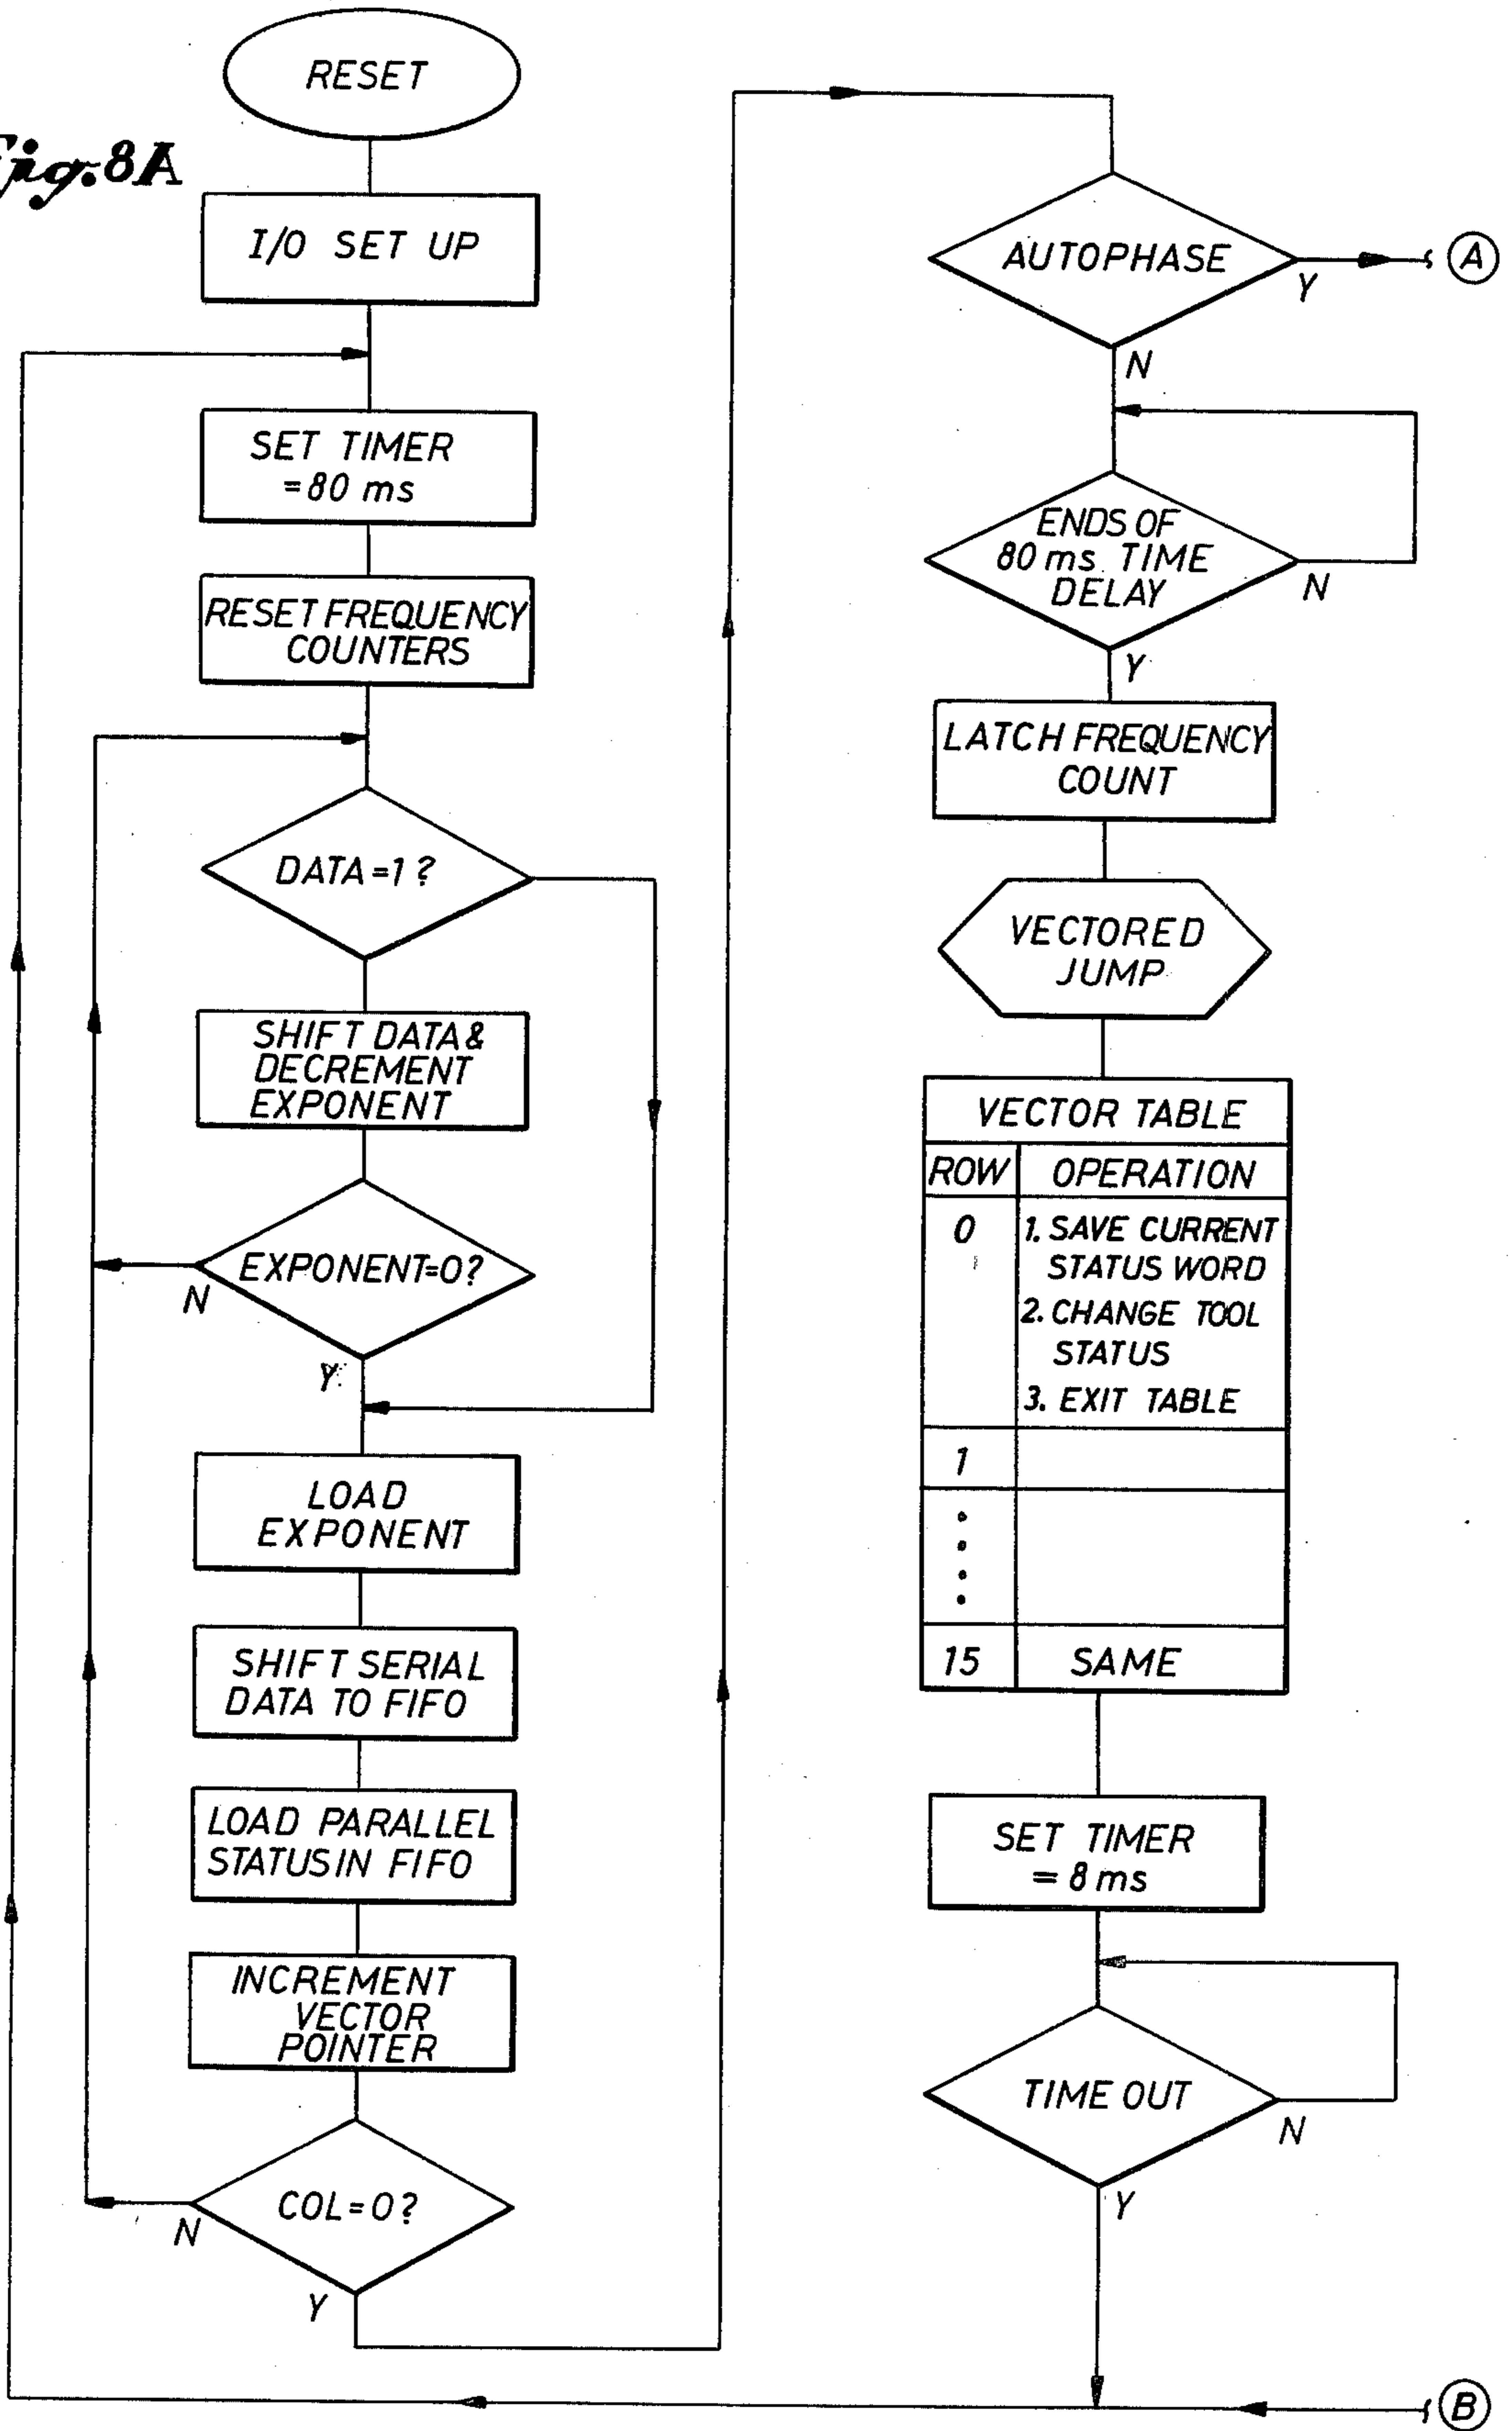 RESET
Fig. 8A
I/O SET UP
SET TIMER
=80 ms
RESET FREQUENCY
COUNTERS
DATA=1?
SHIFT DATA &
DECREMENT
EXPONENT
EXPONENT=0?
N
Y
LOAD
EXPONENT
SHIFT SERIAL
DATA TO FIFO
LOAD PARALLEL
STATUS IN FIFO
INCREMENT
VECTOR
POINTER
COL=0?
N
Y
AUTOPHASE
Y
A
N
ENDS OF
80 ms TIME
DELAY
N
Y
LATCH FREQUENCY
COUNT
VECTORED
JUMP
VECTOR TABLE
ROW OPERATION
0 1. SAVE CURRENT
STATUS WORD
2. CHANGE TOOL
STATUS
3. EXIT TABLE
1
15 SAME
SET TIMER
= 8 ms
TIME OUT
N
Y
B